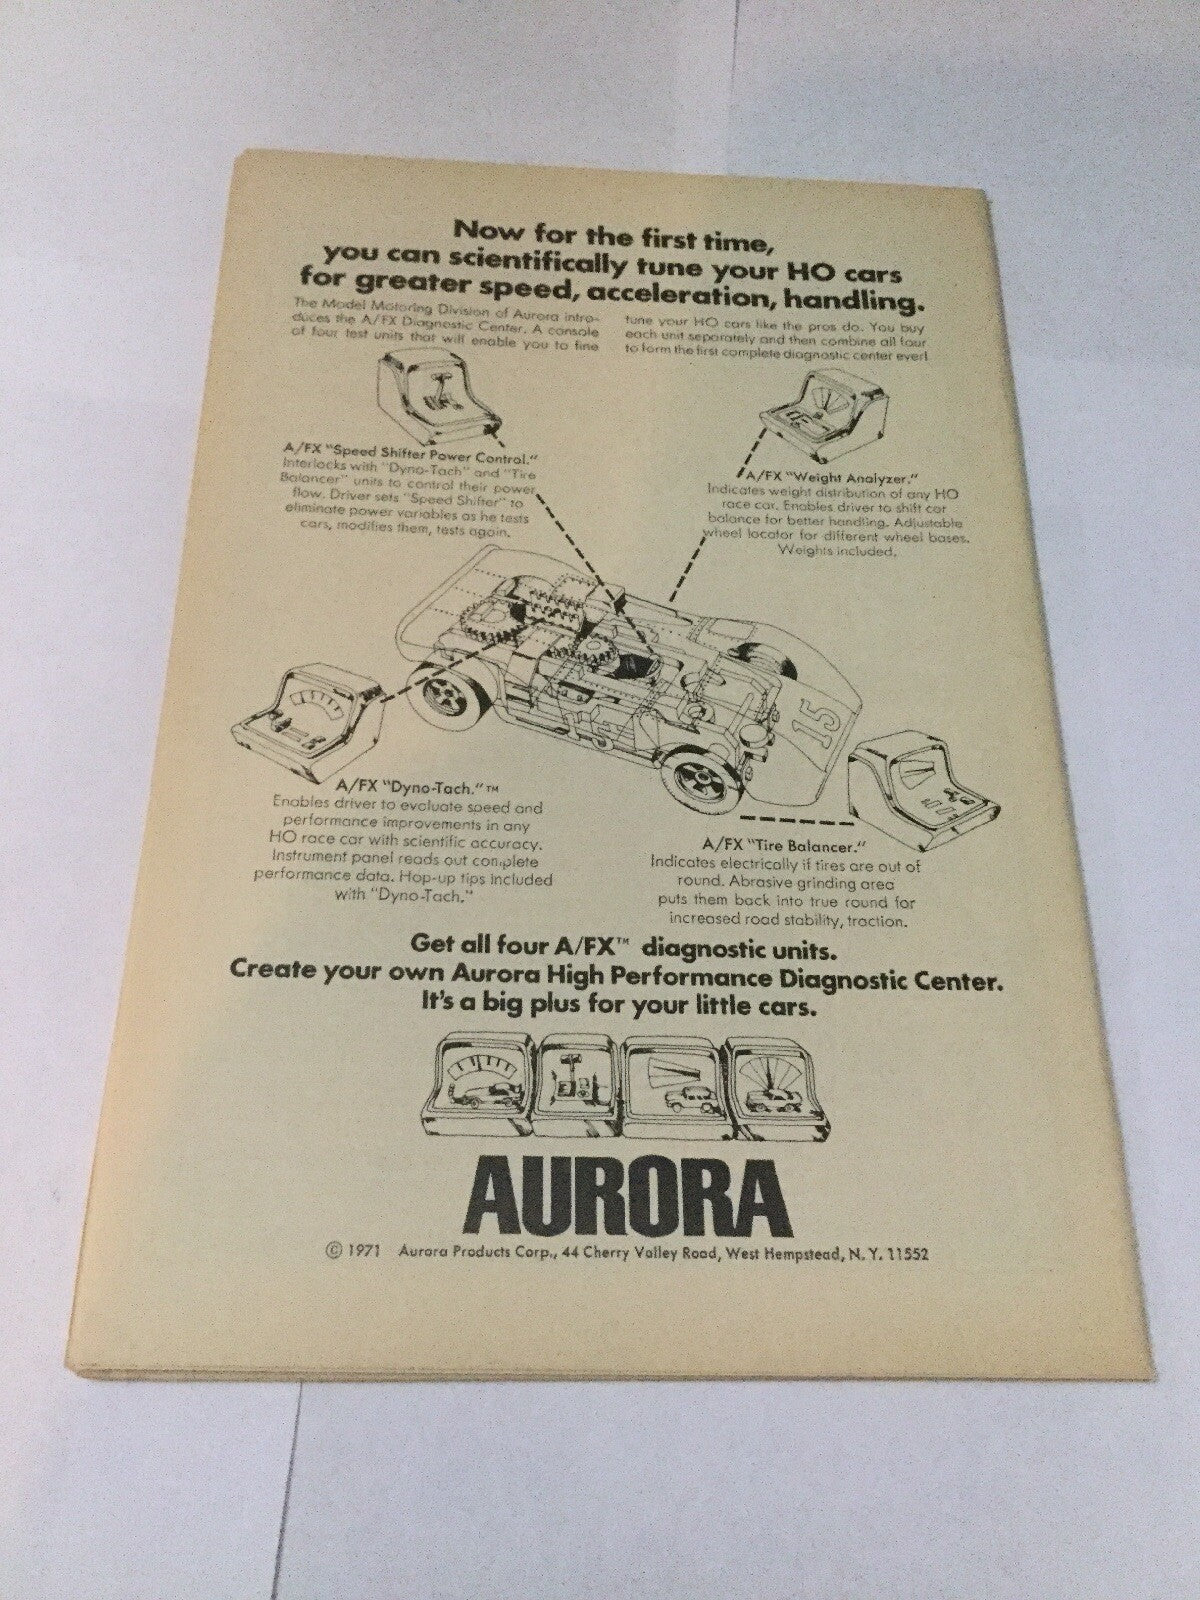 Now for the first time,
you can scientifically tune your HO cars
for greater speed, acceleration, handling.
The Model Motoring Division of Aurora intro-
duces the A/FX Diagnostic Center. A console
of four test units that will enable you to fine
tune your HO cars like the pros do. You buy
each unit separately and then combine all four
to form the first complete diagnostic center ever!
A/FX "Speed Shifter Power Control."
Interlocks with "Dyno-Tach" and "Tire
Balancer" units to control their power
flow. Driver sets "Speed Shifter" to
eliminate power variables as he tests
cars, modifies them, tests again.
A/FX "Weight Analyzer."
Indicates weight distribution of any HO
race car. Enables driver to shift car
balance for better handling. Adjustable
wheel locator for different wheel bases.
Weights included.
15
A/FX "Dyno-Tach."™
Enables driver to evaluate speed and
performance improvements in any
HO race car with scientific accuracy.
Instrument panel reads out complete
performance data. Hop-up tips included
with "Dyno-Tach."
A/FX "Tire Balancer."
Indicates electrically if tires are out of
round. Abrasive grinding area
puts them back into true round for
increased road stability, traction.
Get all four A/FX™ diagnostic units.
Create your own Aurora High Performance Diagnostic Center.
It's a big plus for your little cars.
AURORA
© 1971 Aurora Products Corp., 44 Cherry Valley Road, West Hempstead, N. Y. 11552